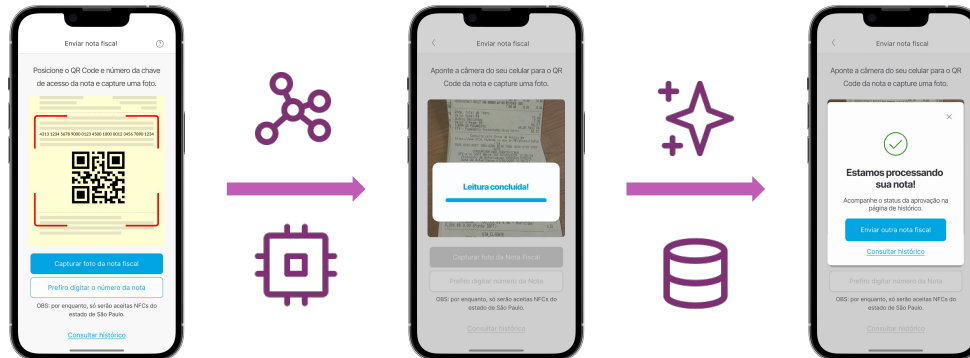 Enviar nota fiscal
Posicione o QR Code e número da chave
de acesso da nota e capture uma foto.
4313 1234 5678 9000 0123 4500 1000 0012 3456 7890 1234
Capturar foto da nota fiscal
Prefiro digitar o número da nota
OBS: por enquanto, só serão aceitas NFCs do
estado de São Paulo.
Consultar histórico
Enviar nota fiscal
Aponte a câmera do seu celular para o QR
Code da nota e capture uma foto.
Leitura concluída!
Capturar foto da Nota Fiscal
Prefiro digitar número da Nota
OBS: por enquanto, só serão aceitas NFCs do
estado de São Paulo.
Consultar histórico
Enviar nota fiscal
Aponte a câmera do seu celular para o QR
Code da nota e capture uma foto.
Estamos processando
sua nota!
Acompanhe o status da aprovação na
página de histórico.
Enviar outra nota fiscal
Consultar histórico
Prefiro digitar número da Nota
OBS: por enquanto, só serão aceitas NFCs do
estado de São Paulo.
Consultar histórico